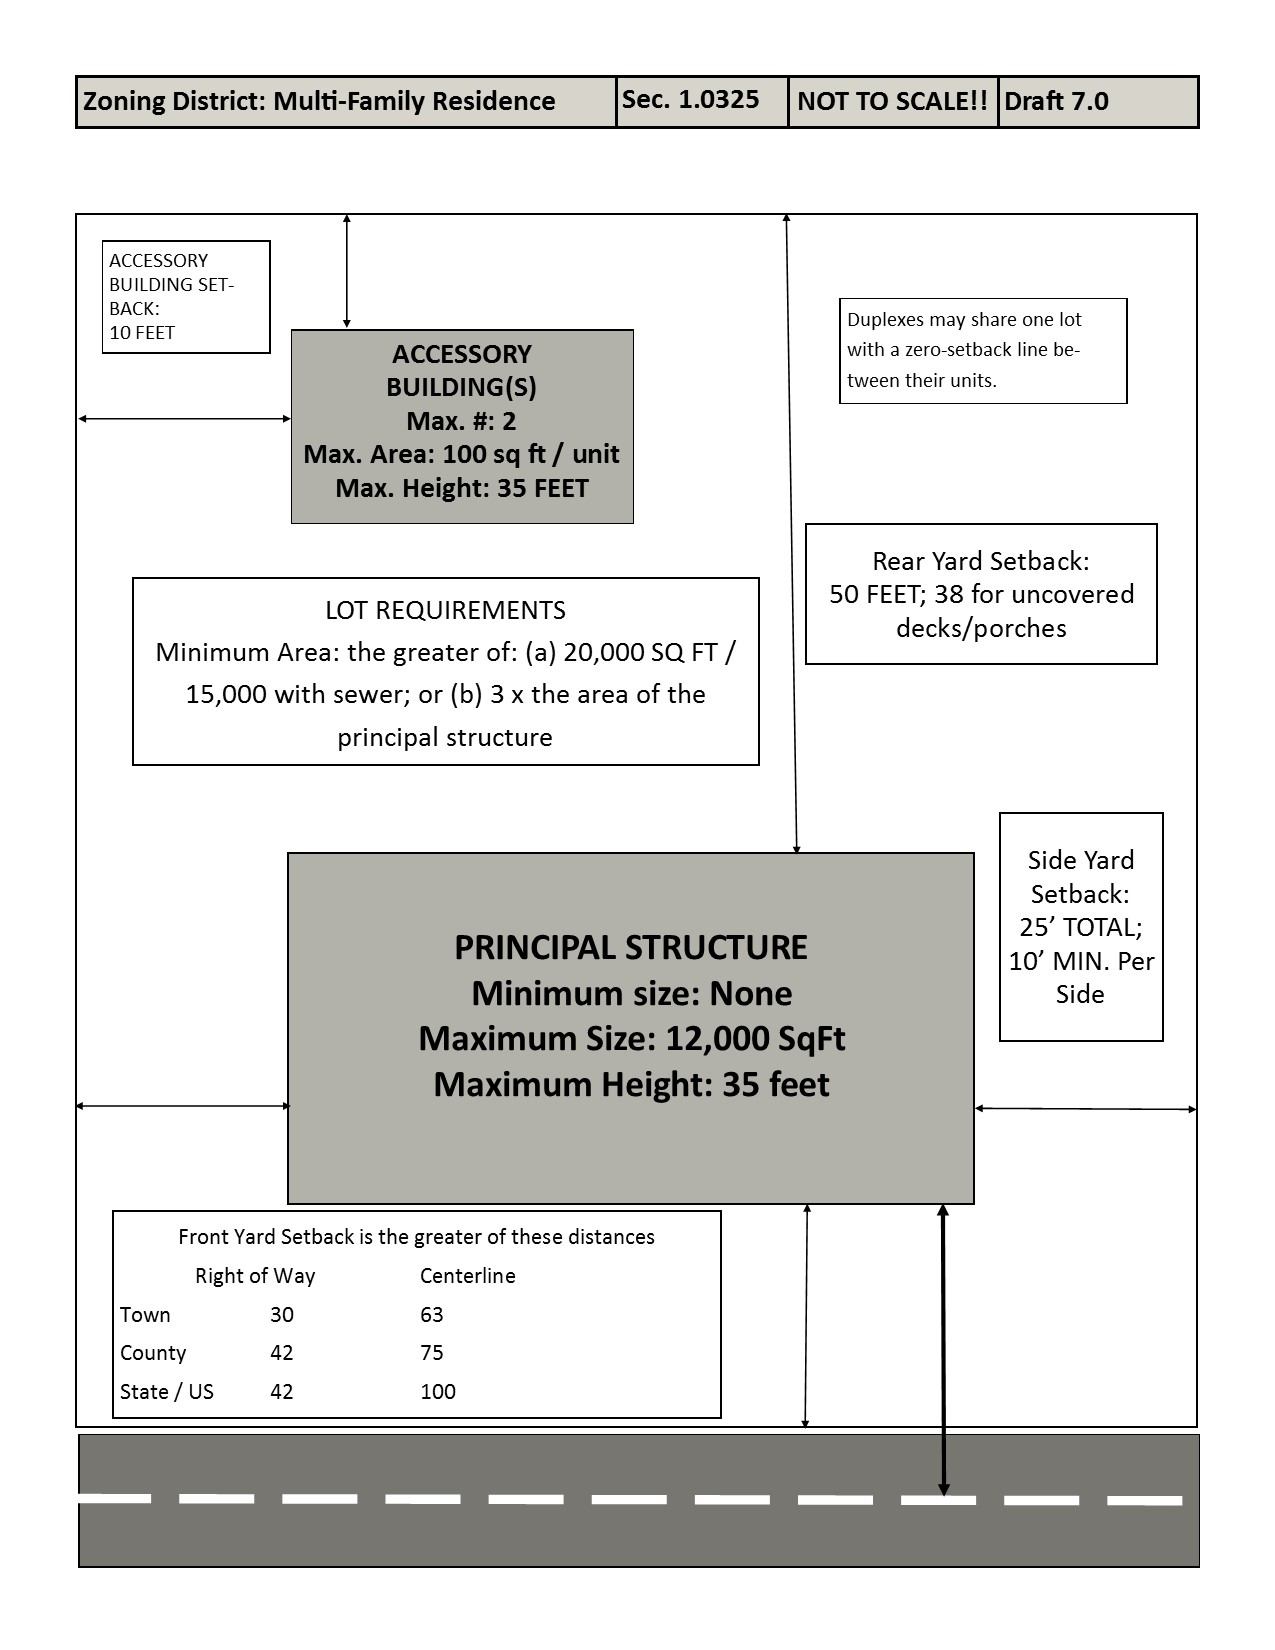 Zoning District: Multi-Family Residence Sec. 1.0325 NOT TO SCALE!! Draft 7.0
ACCESSORY
BUILDING SET-
BACK:
10 FEET
Duplexes may share one lot
with a zero-setback line be-
tween their units.
ACCESSORY
BUILDING(S)
Max. #: 2
Max. Area: 100 sq ft / unit
Max. Height: 35 FEET
Rear Yard Setback:
50 FEET; 38 for uncovered
decks/porches
LOT REQUIREMENTS
Minimum Area: the greater of: (a) 20,000 SQ FT /
15,000 with sewer; or (b) 3 x the area of the
principal structure
Side Yard
Setback:
25’ TOTAL;
10’ MIN. Per
Side
PRINCIPAL STRUCTURE
Minimum size: None
Maximum Size: 12,000 SqFt
Maximum Height: 35 feet
Front Yard Setback is the greater of these distances
Right of Way Centerline
Town 30 63
County 42 75
State / US 42 100